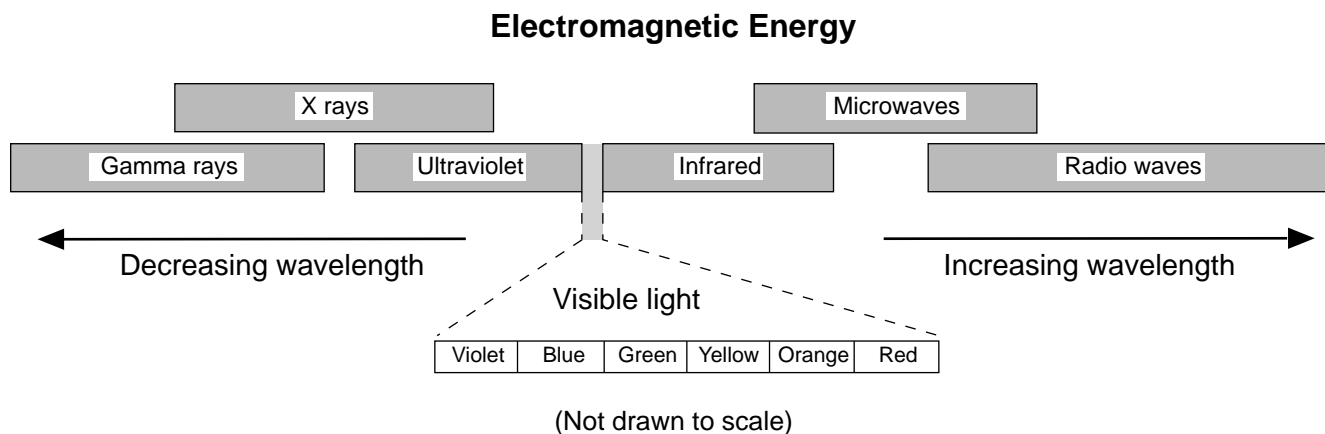 Electromagnetic Energy
X rays
Microwaves
Gamma rays
Ultraviolet
Infrared
Radio waves
Decreasing wavelength
Increasing wavelength
Visible light
Violet
Blue
Green
Yellow
Orange
Red
(Not drawn to scale)